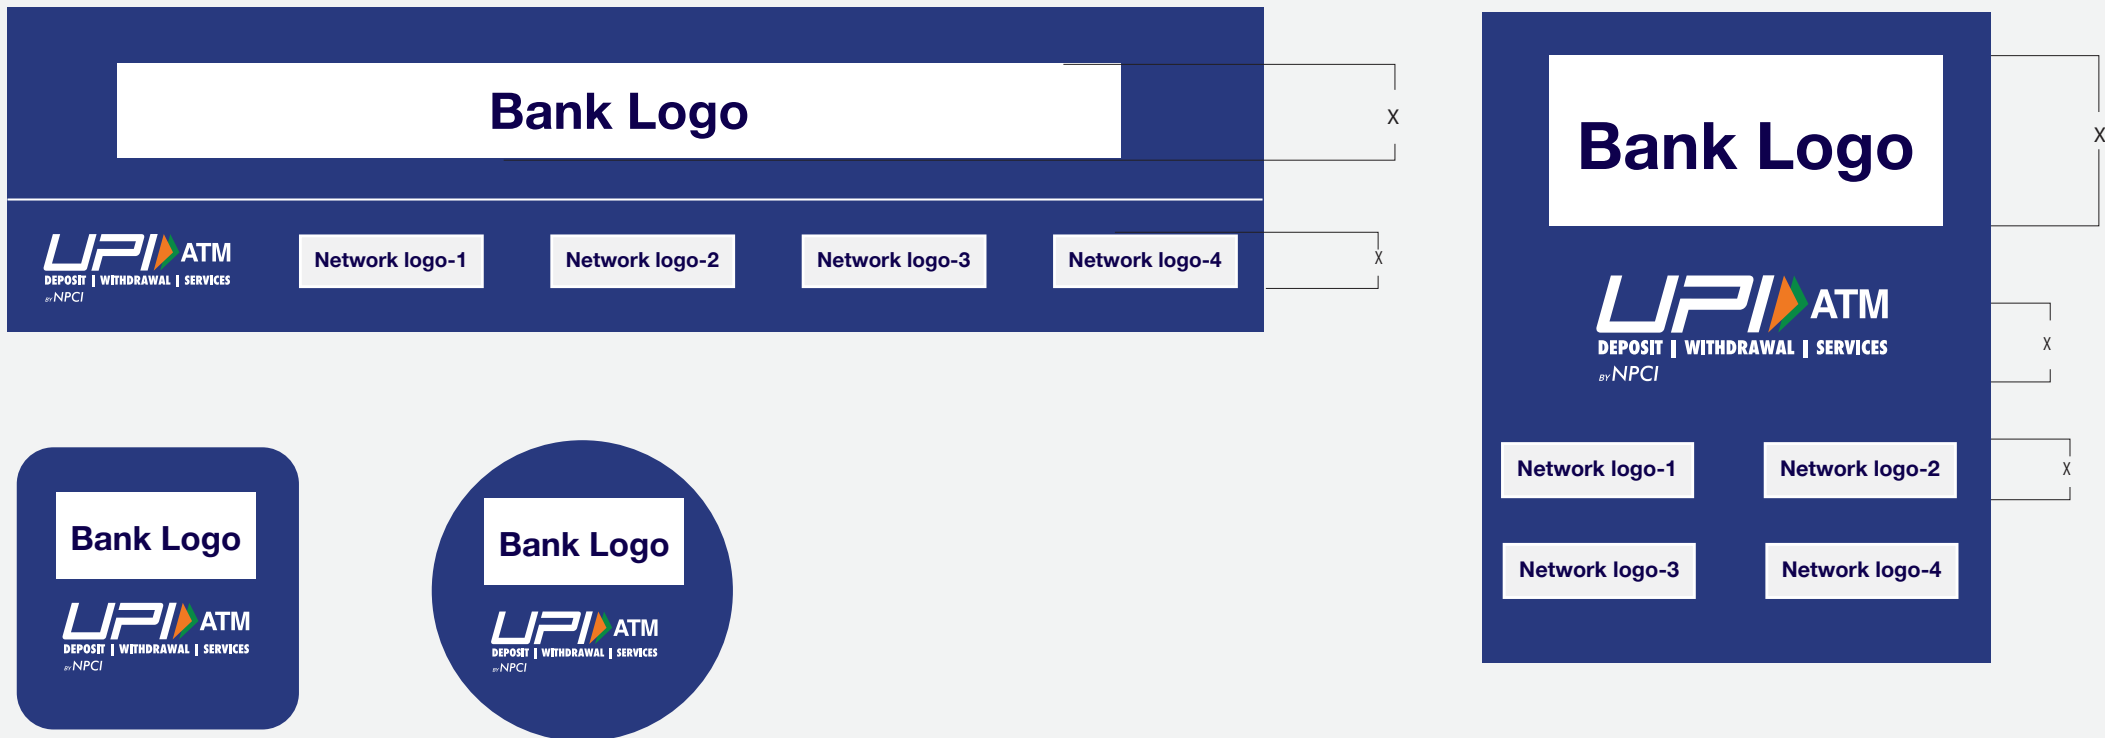 Bank Logo
X
UPI ATM
DEPOSIT | WITHDRAWAL | SERVICES
BY NPCI
Network logo-1
Network logo-2
Network logo-3
Network logo-4
X
Bank Logo
X
UPI ATM
DEPOSIT | WITHDRAWAL | SERVICES
BY NPCI
X
Network logo-1
Network logo-2
X
Network logo-3
Network logo-4
Bank Logo
UPI ATM
DEPOSIT | WITHDRAWAL | SERVICES
BY NPCI
Bank Logo
UPI ATM
DEPOSIT | WITHDRAWAL | SERVICES
BY NPCI